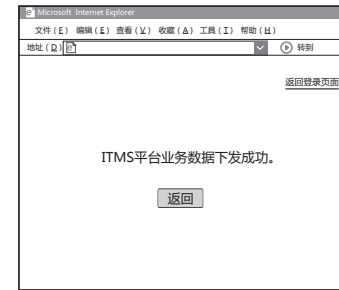 Microsoft Internet Explorer
文件(F) 编辑(E) 查看(V) 收藏(A) 工具(I) 帮助(H)
地址(D) 转到
返回登录页面
ITMS平台业务数据下发成功。
返回